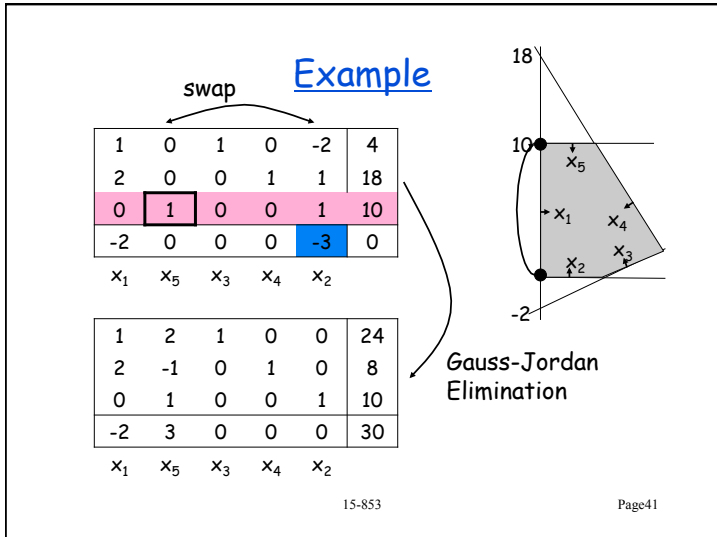 Example
swap
1 0 1 0 -2 4
2 0 0 1 1 18
0 1 0 0 1 10
-2 0 0 0 -3 0
x₁ x₅ x₃ x₄ x₂
1 2 1 0 0 24
2 -1 0 1 0 8
0 1 0 0 1 10
-2 3 0 0 0 30
x₁ x₅ x₃ x₄ x₂
18
10
x₅
x₁
x₄
x₃
x₂
-2
Gauss-Jordan
Elimination
15-853
Page41